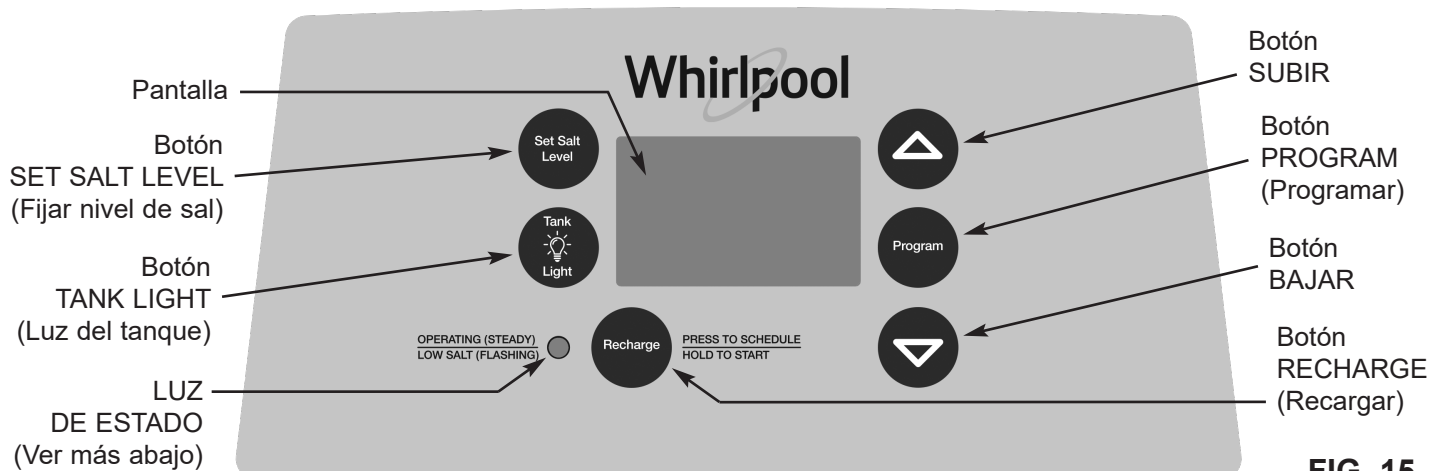 Pantalla
Botón
SET SALT LEVEL
(Fijar nivel de sal)
Botón
TANK LIGHT
(Luz del tanque)
LUZ
DE ESTADO
(Ver más abajo)
Whirlpool
Set Salt
Level
Tank
Light
OPERATING (STEADY)
LOW SALT (FLASHING)
Recharge
PRESS TO SCHEDULE
HOLD TO START
Program
Botón
SUBIR
Botón
PROGRAM
(Programar)
Botón
BAJAR
Botón
RECHARGE
(Recargar)
FIG. 15